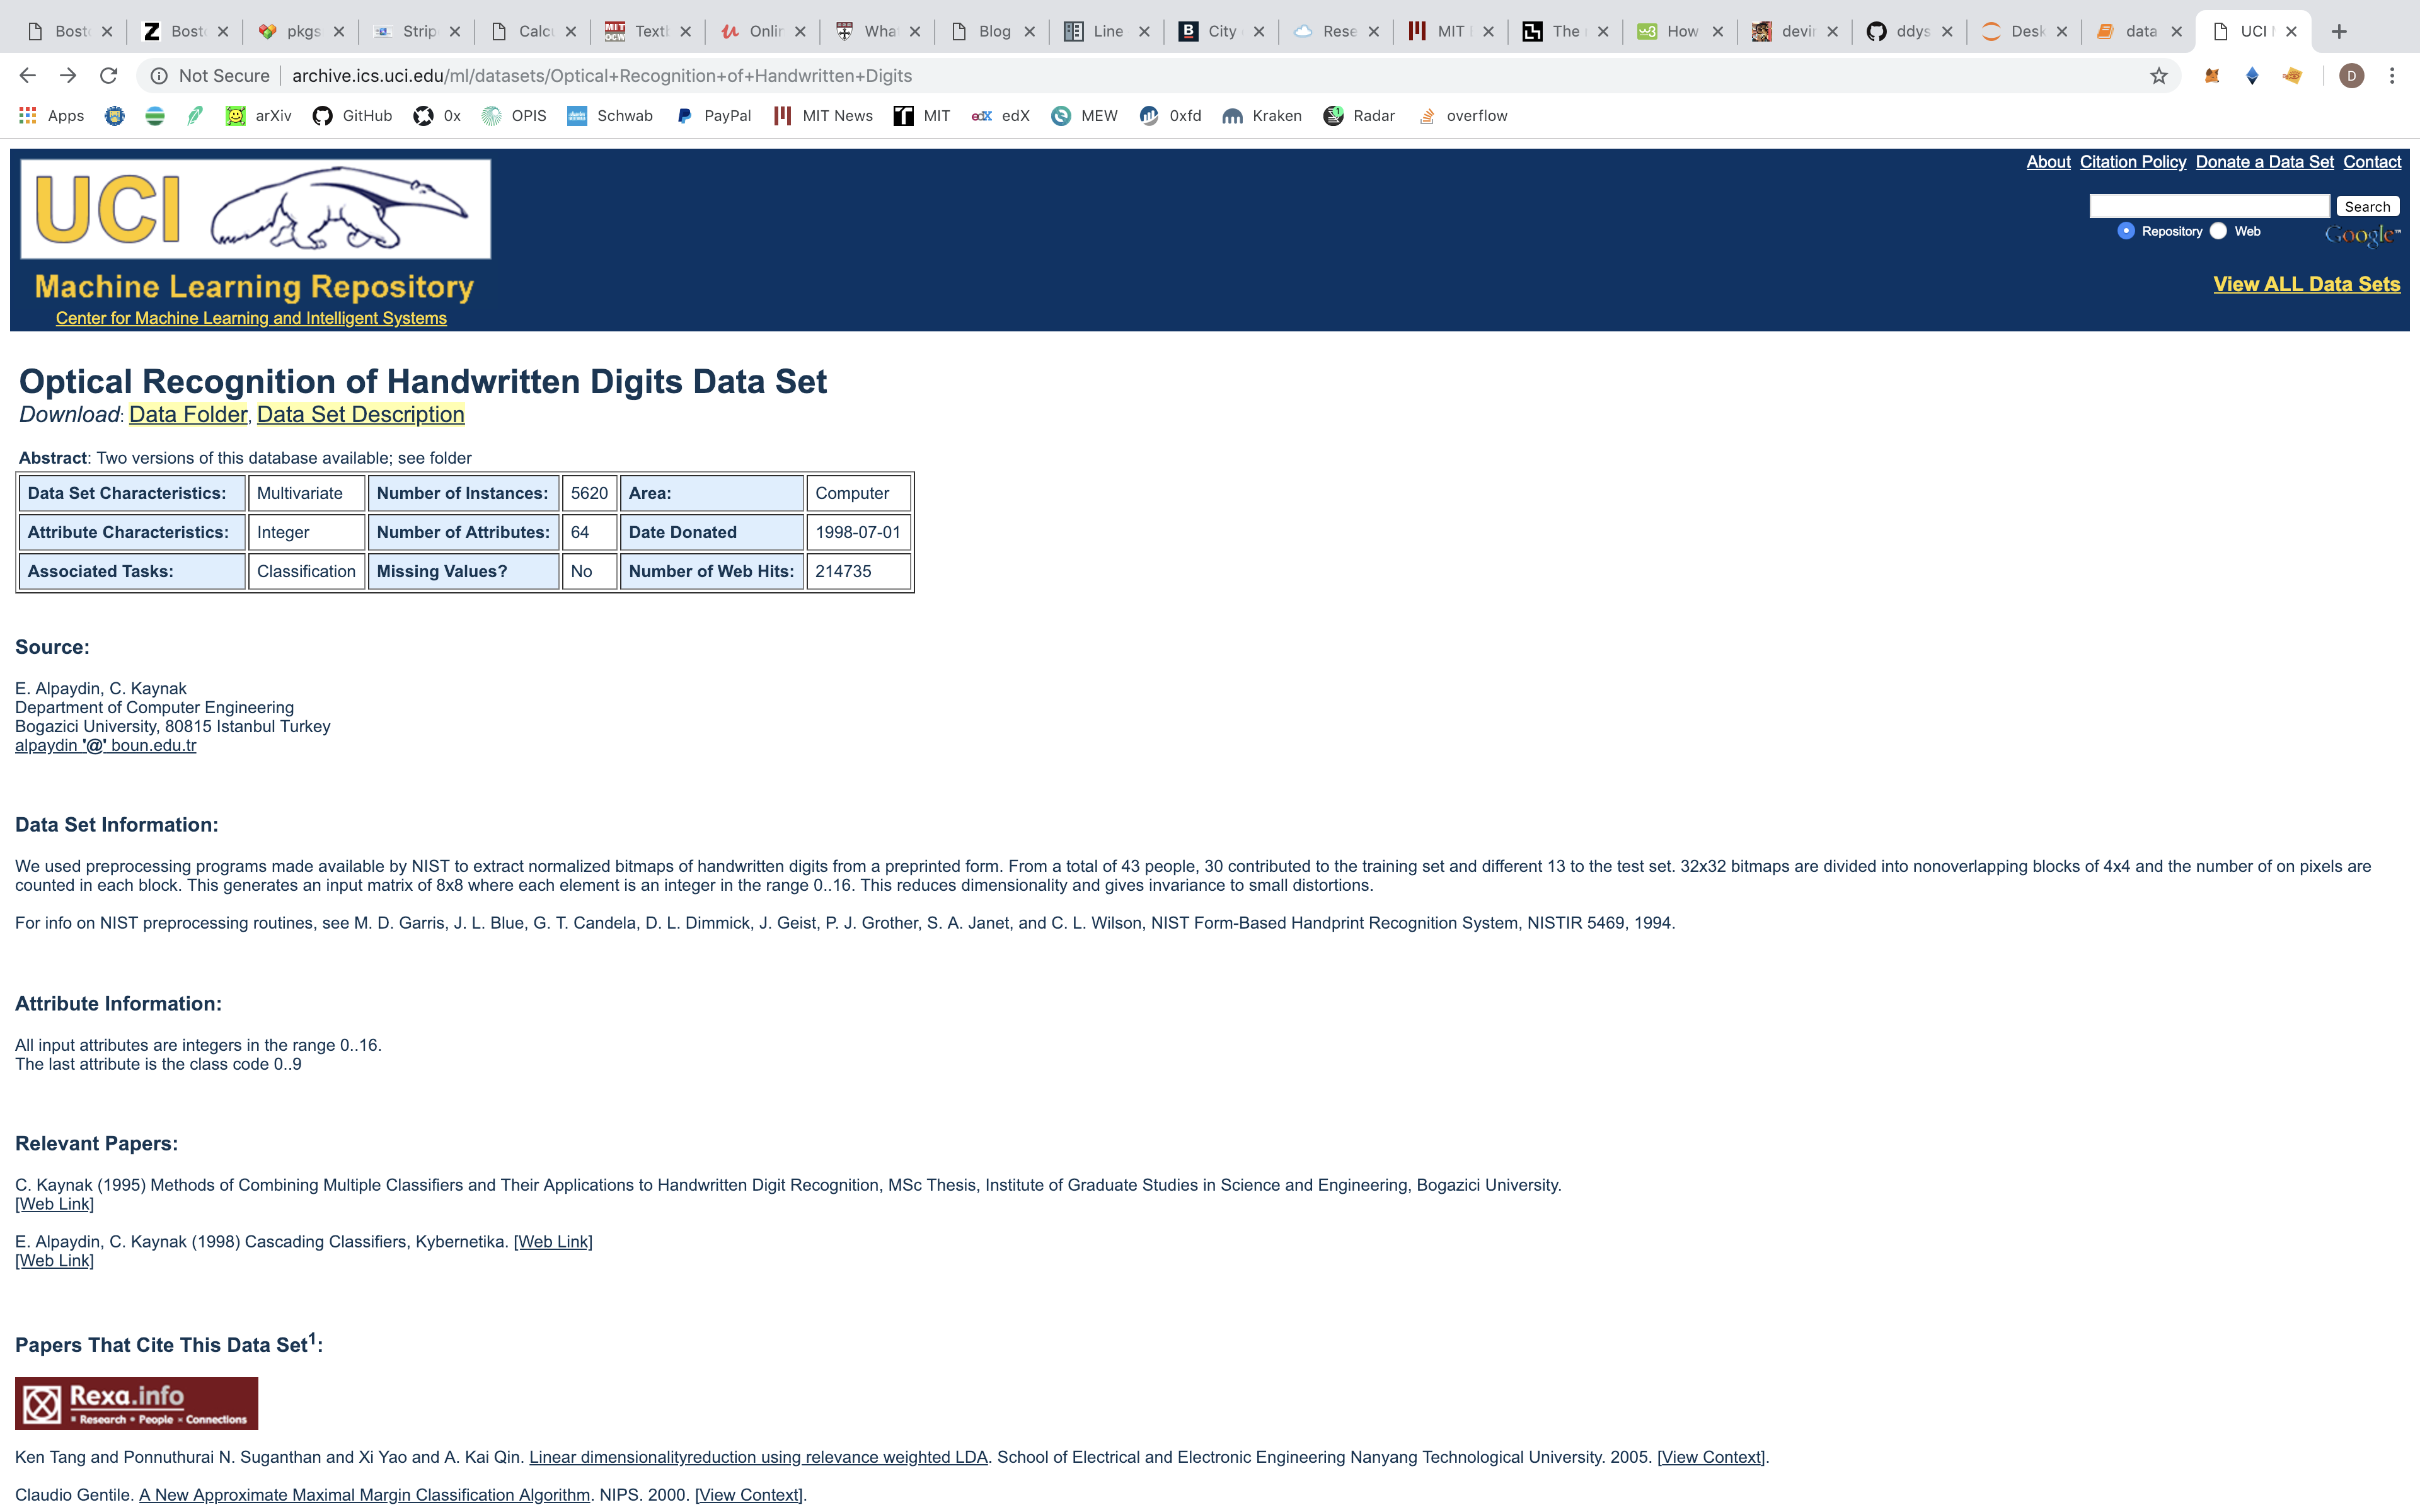 Bost
Bost
pkgs
Strip
Calcu
Text
Onlin
What
Blog
Line
City
Rese
MIT
The
How
devin
ddys
Desk
data
UCI
Not Secure
archive.ics.uci.edu/ml/datasets/Optical+Recognition+of+Handwritten+Digits
D
Apps
arXiv
GitHub
0x
OPIS
Schwab
PayPal
MIT News
MIT
edX
MEW
0xfd
Kraken
Radar
overflow
UCI
Machine Learning Repository
Center for Machine Learning and Intelligent Systems
About Citation Policy Donate a Data Set Contact
Search
Repository Web Google™
View ALL Data Sets
Optical Recognition of Handwritten Digits Data Set
Download: Data Folder, Data Set Description
Abstract: Two versions of this database available; see folder
Data Set Characteristics: Multivariate Number of Instances: 5620 Area: Computer
Attribute Characteristics: Integer Number of Attributes: 64 Date Donated 1998-07-01
Associated Tasks: Classification Missing Values? No Number of Web Hits: 214735
Source:
E. Alpaydin, C. Kaynak
Department of Computer Engineering
Bogazici University, 80815 Istanbul Turkey
alpaydin '@' boun.edu.tr
Data Set Information:
We used preprocessing programs made available by NIST to extract normalized bitmaps of handwritten digits from a preprinted form. From a total of 43 people, 30 contributed to the training set and different 13 to the test set. 32x32 bitmaps are divided into nonoverlapping blocks of 4x4 and the number of on pixels are
counted in each block. This generates an input matrix of 8x8 where each element is an integer in the range 0..16. This reduces dimensionality and gives invariance to small distortions.
For info on NIST preprocessing routines, see M. D. Garris, J. L. Blue, G. T. Candela, D. L. Dimmick, J. Geist, P. J. Grother, S. A. Janet, and C. L. Wilson, NIST Form-Based Handprint Recognition System, NISTIR 5469, 1994.
Attribute Information:
All input attributes are integers in the range 0..16.
The last attribute is the class code 0..9
Relevant Papers:
C. Kaynak (1995) Methods of Combining Multiple Classifiers and Their Applications to Handwritten Digit Recognition, MSc Thesis, Institute of Graduate Studies in Science and Engineering, Bogazici University.
[Web Link]
E. Alpaydin, C. Kaynak (1998) Cascading Classifiers, Kybernetika. [Web Link]
[Web Link]
Papers That Cite This Data Set1:
Rexa.info
Research • People • Connections
Ken Tang and Ponnuthurai N. Suganthan and Xi Yao and A. Kai Qin. Linear dimensionalityreduction using relevance weighted LDA. School of Electrical and Electronic Engineering Nanyang Technological University. 2005. [View Context].
Claudio Gentile. A New Approximate Maximal Margin Classification Algorithm. NIPS. 2000. [View Context].